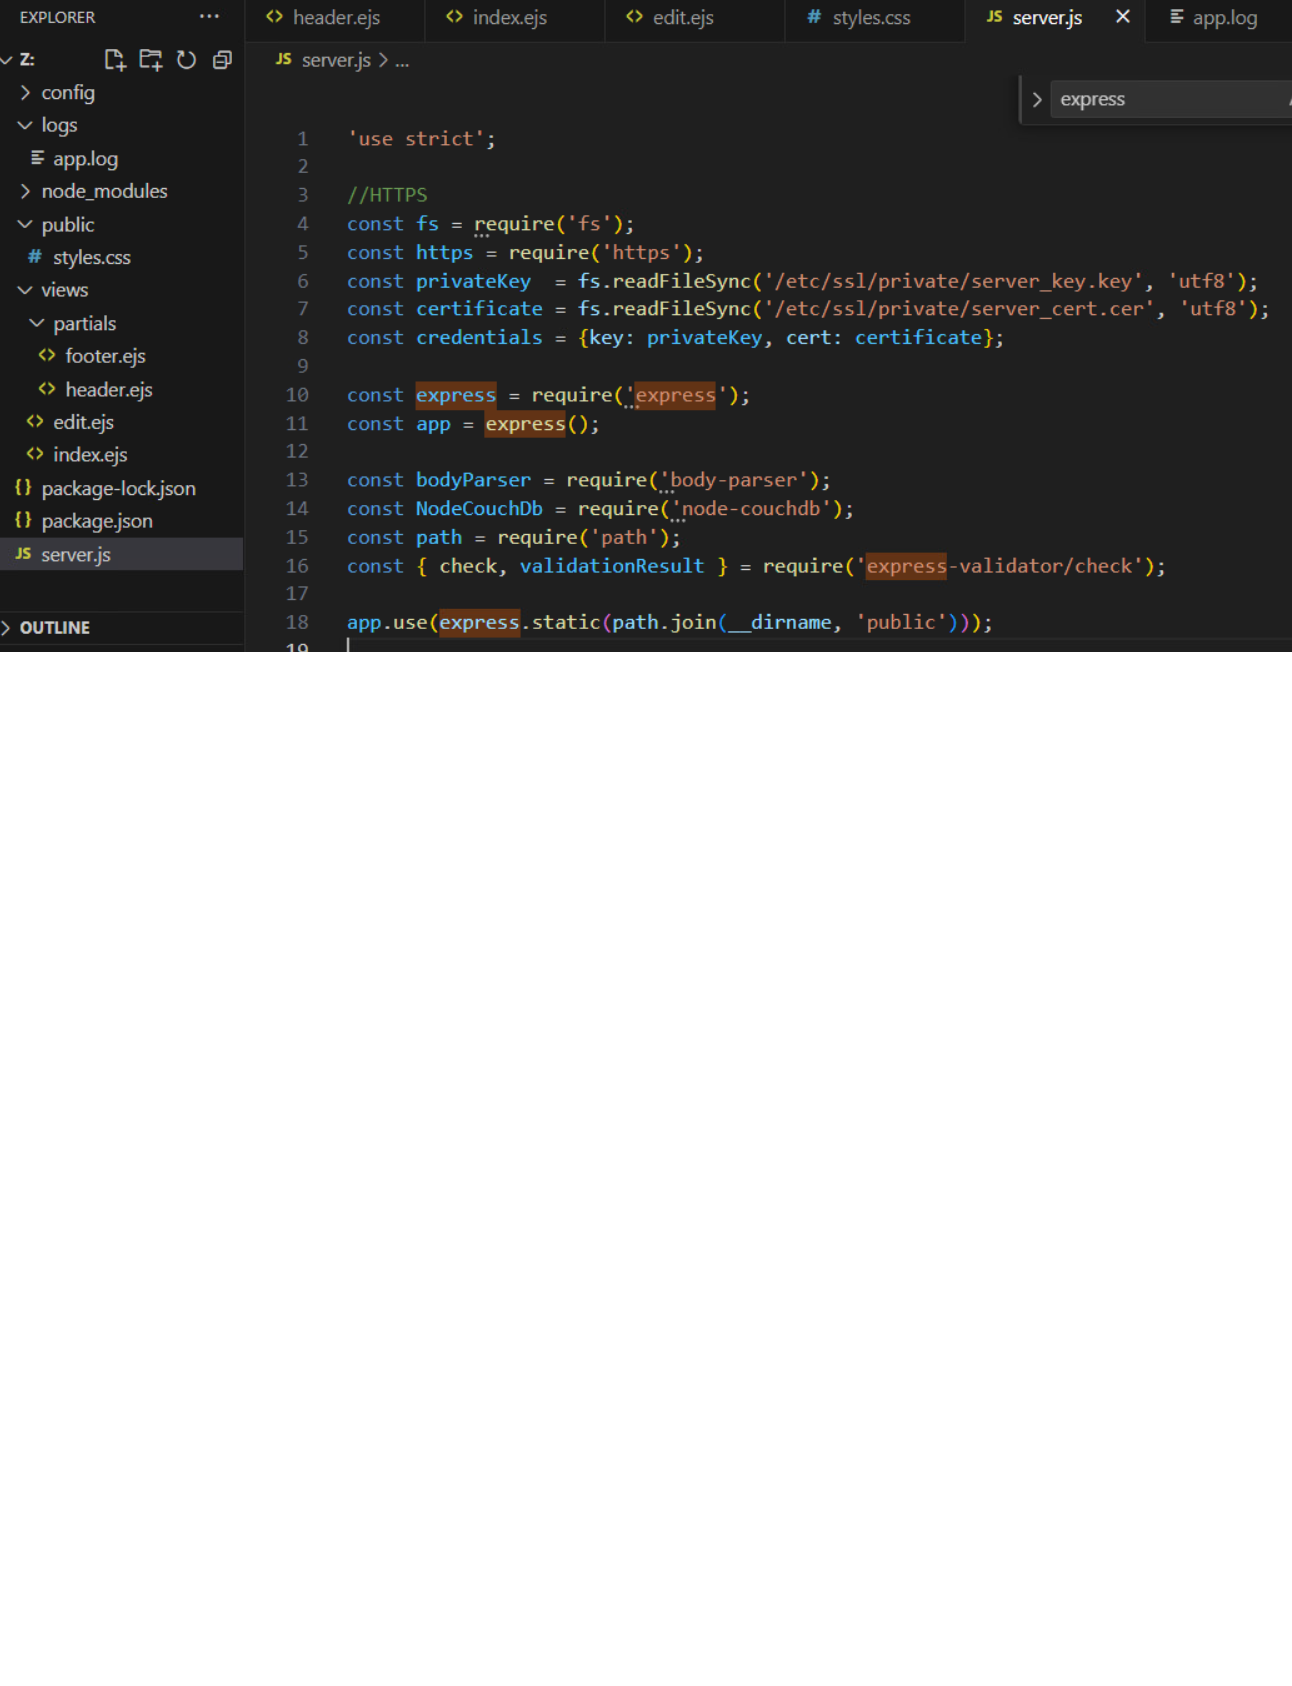 EXPLORER ...
Z:
config
logs
app.log
node_modules
public
# styles.css
views
partials
<> footer.ejs
<> header.ejs
<> edit.ejs
<> index.ejs
{} package-lock.json
{} package.json
JS server.js
OUTLINE
<> header.ejs <> index.ejs <> edit.ejs # styles.css JS server.js × app.log
JS server.js > ...
> express
1 'use strict';
2
3 //HTTPS
4 const fs = require('fs');
5 const https = require('https');
6 const privateKey  = fs.readFileSync('/etc/ssl/private/server_key.key', 'utf8');
7 const certificate = fs.readFileSync('/etc/ssl/private/server_cert.cer', 'utf8');
8 const credentials = {key: privateKey, cert: certificate};
9
10 const express = require('express');
11 const app = express();
12
13 const bodyParser = require('body-parser');
14 const NodeCouchDb = require('node-couchdb');
15 const path = require('path');
16 const { check, validationResult } = require('express-validator/check');
17
18 app.use(express.static(path.join(__dirname, 'public')));
19